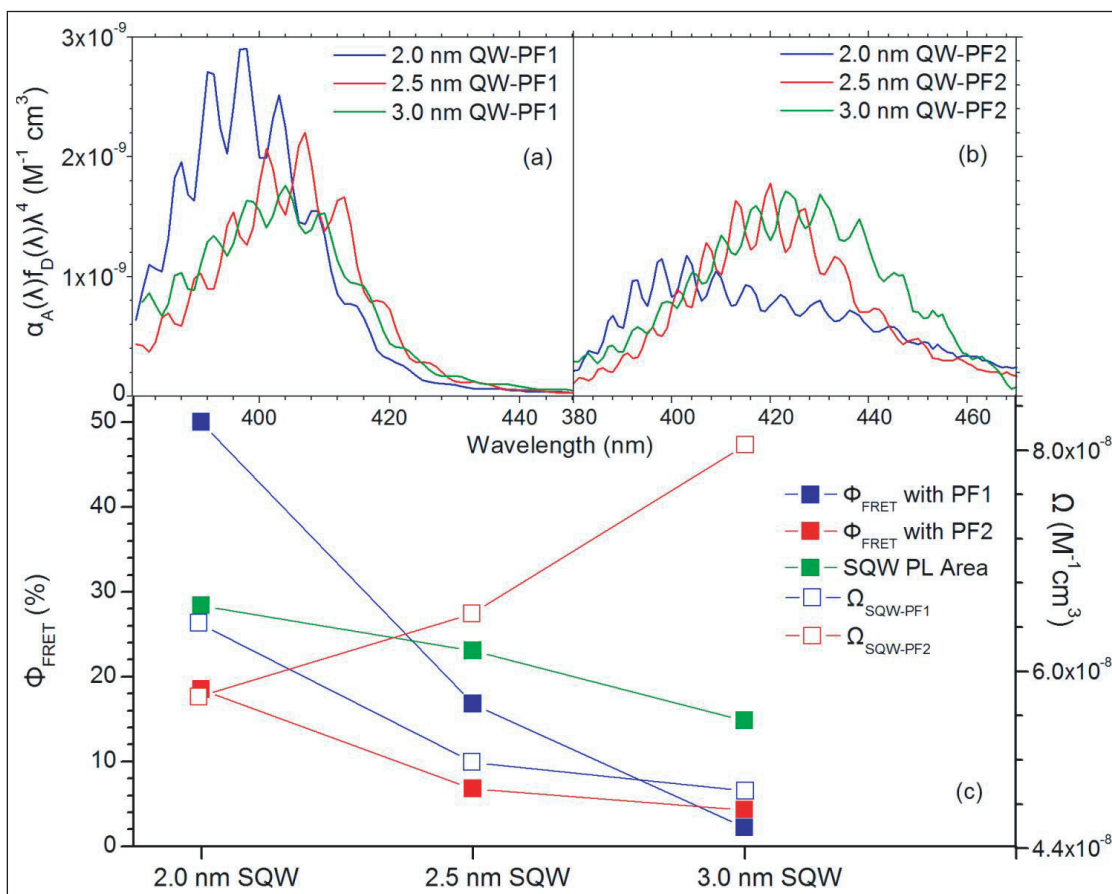 3x10⁻⁹
2x10⁻⁹
1x10⁻⁹
0
α_A(λ)f_D(λ)λ⁴ (M⁻¹ cm³)
2.0 nm QW-PF1
2.5 nm QW-PF1
3.0 nm QW-PF1
(a)
2.0 nm QW-PF2
2.5 nm QW-PF2
3.0 nm QW-PF2
(b)
400 420 440 380 400 420 440 460
Wavelength (nm)
50
40
30
20
10
0
Φ_FRET (%)
8.0x10⁻⁸
6.0x10⁻⁸
4.4x10⁻⁸
Ω (M⁻¹cm³)
Φ_FRET with PF1
Φ_FRET with PF2
SQW PL Area
Ω_SQW-PF1
Ω_SQW-PF2
(c)
2.0 nm SQW 2.5 nm SQW 3.0 nm SQW